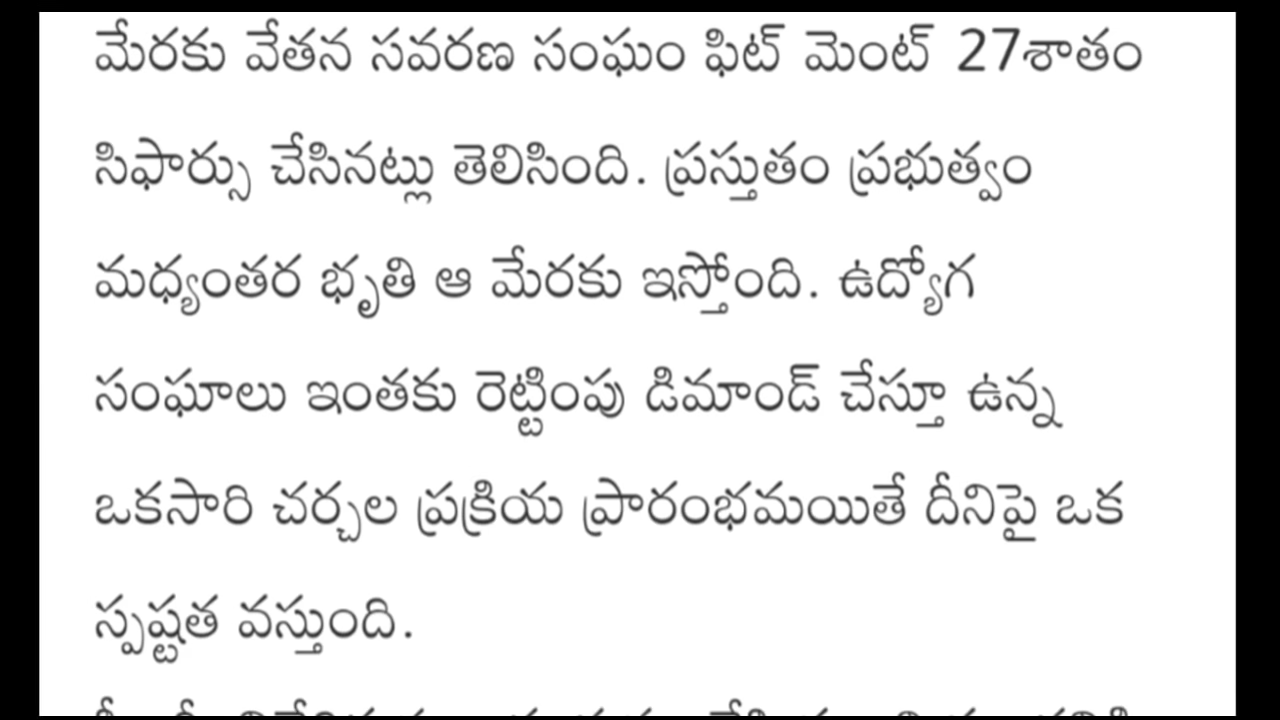 మేరకు వేతన సవరణ సంఘం ఫిట్ మెంట్ 27శాతం
సిఫార్సు చేసినట్లు తెలిసింది. ప్రస్తుతం ప్రభుత్వం
మధ్యంతర భృతి ఆ మేరకు ఇస్తోంది. ఉద్యోగ
సంఘాలు ఇంతకు రెట్టింపు డిమాండ్ చేస్తూ ఉన్న
ఒకసారి చర్చల ప్రక్రియ ప్రారంభమయితే దీనిపై ఒక
స్పష్టత వస్తుంది.